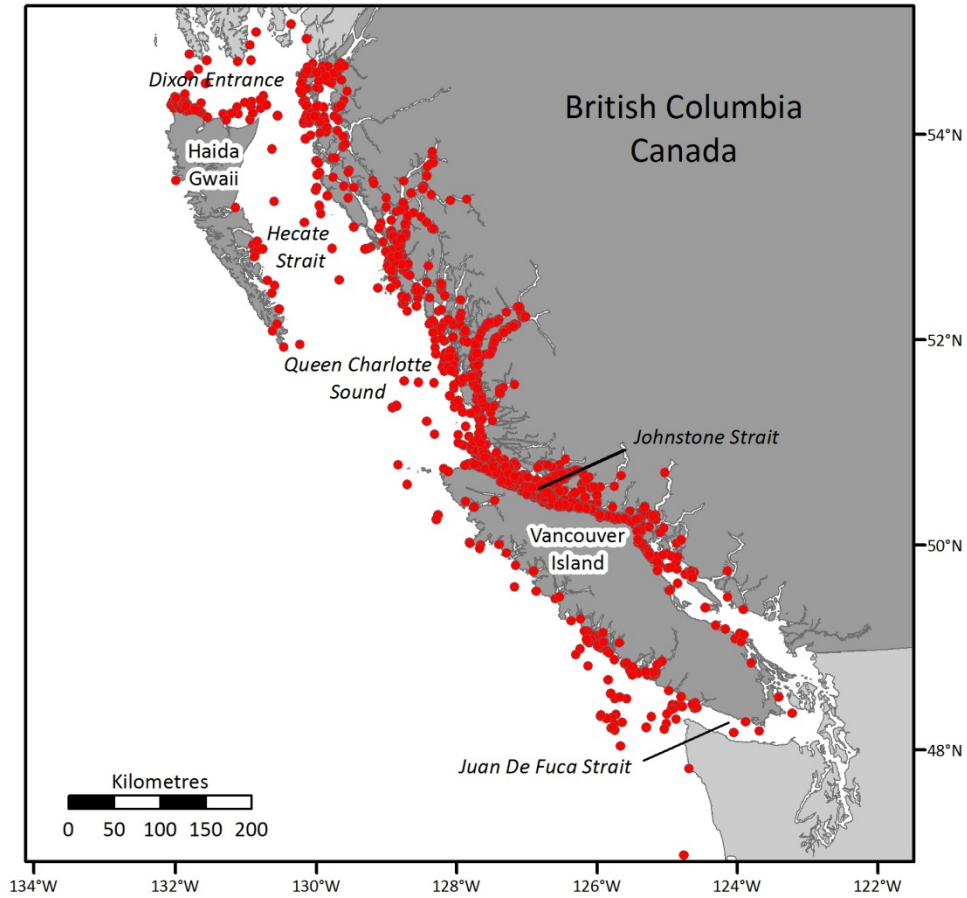 Dixon Entrance
British Columbia
Canada
54°N
Haida
Gwaii
Hecate
Strait
52°N
Queen Charlotte
Sound
Johnstone Strait
Vancouver
Island
50°N
48°N
Juan De Fuca Strait
Kilometres
0 50 100 150 200
134°W 132°W 130°W 128°W 126°W 124°W 122°W